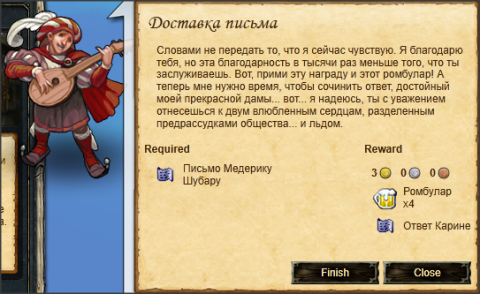 Доставка письма
Словами не передать то, что я сейчас чувствую. Я благодарю
тебя, но эта благодарность в тысячи раз меньше того, что ты
заслуживаешь. Вот, прими эту награду и этот ромбулар! А
теперь мне нужно время, чтобы сочинить ответ, достойный
моей прекрасной дамы... вот... я надеюсь, ты с уважением
отнесешься к двум влюбленным сердцам, разделенным
предрассудками общества... и льдом.
Required
Reward
Письмо Медерику
Шубару
3 0 0
Ромбулар
x4
Ответ Карине
Finish
Close